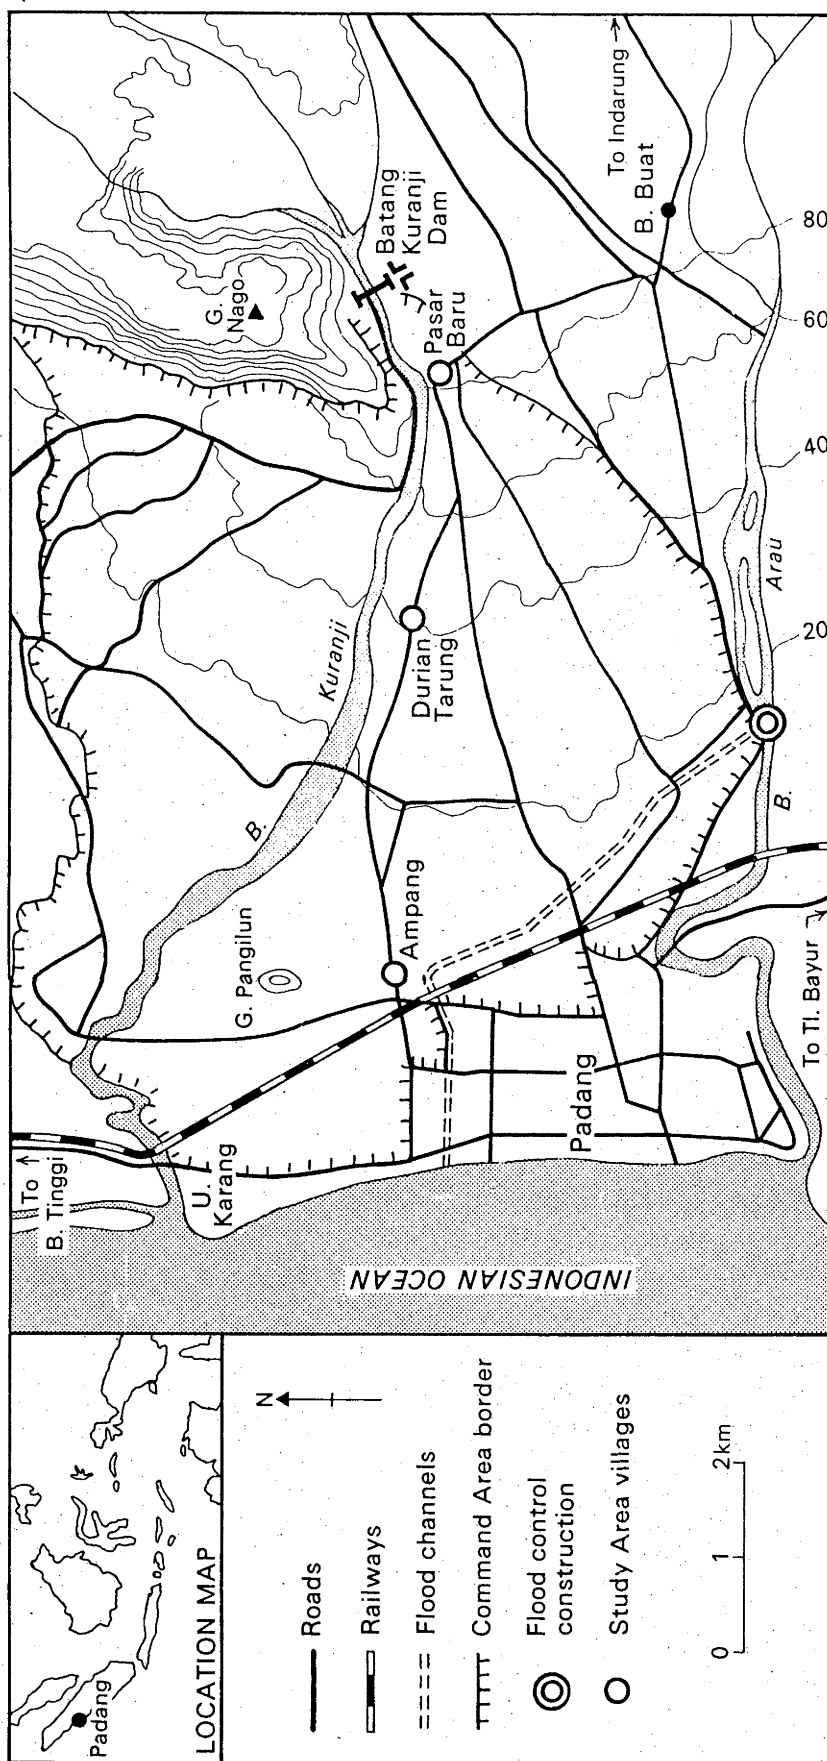 Padang
LOCATION MAP
N
Roads
Railways
Flood channels
Command Area border
Flood control
construction
Study Area villages
0 1 2km
To
B. Tinggi
U.
Karang
INDONESIAN OCEAN
Padang
G. Pangilun
Ampang
B. Kuranji
Durian
Tarung
G.
Nago
Batang
Kuranji
Dam
Pasar
Baru
To Indarung
B. Buat
B. Arau
To Tl. Bayur
20
40
60
80